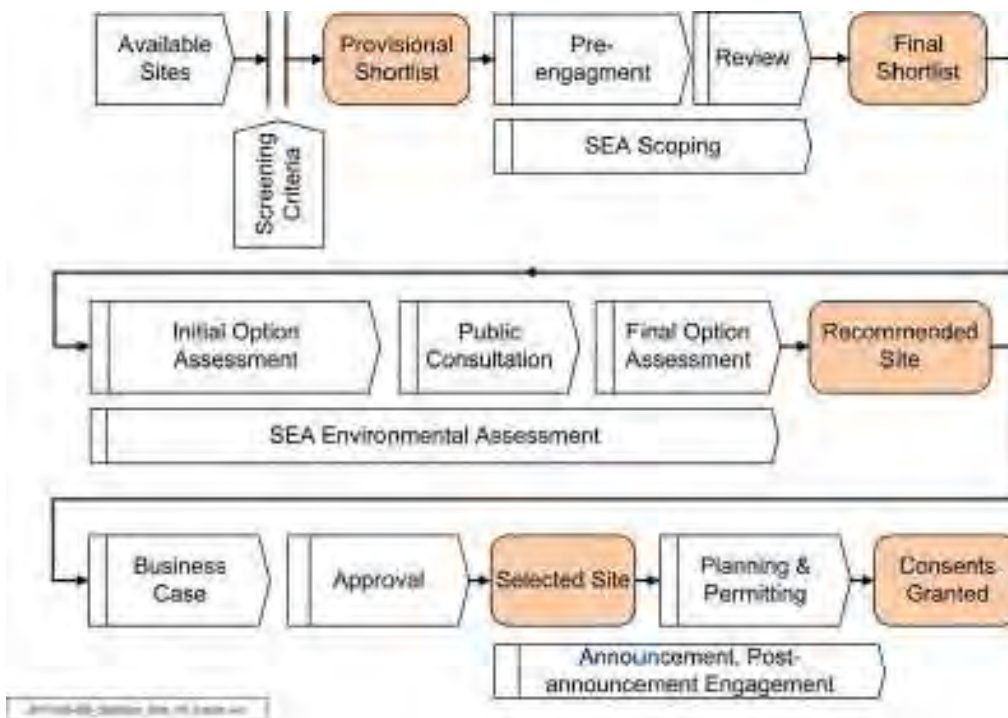 Available
Sites
Provisional
Shortlist
Pre-
engagment
Review
Final
Shortlist
Screening
Criteria
SEA Scoping
Initial Option
Assessment
Public
Consultation
Final Option
Assessment
Recommended
Site
SEA Environmental Assessment
Business
Case
Approval
Selected Site
Planning &
Permitting
Consents
Granted
Announcement, Post-
announcement Engagement